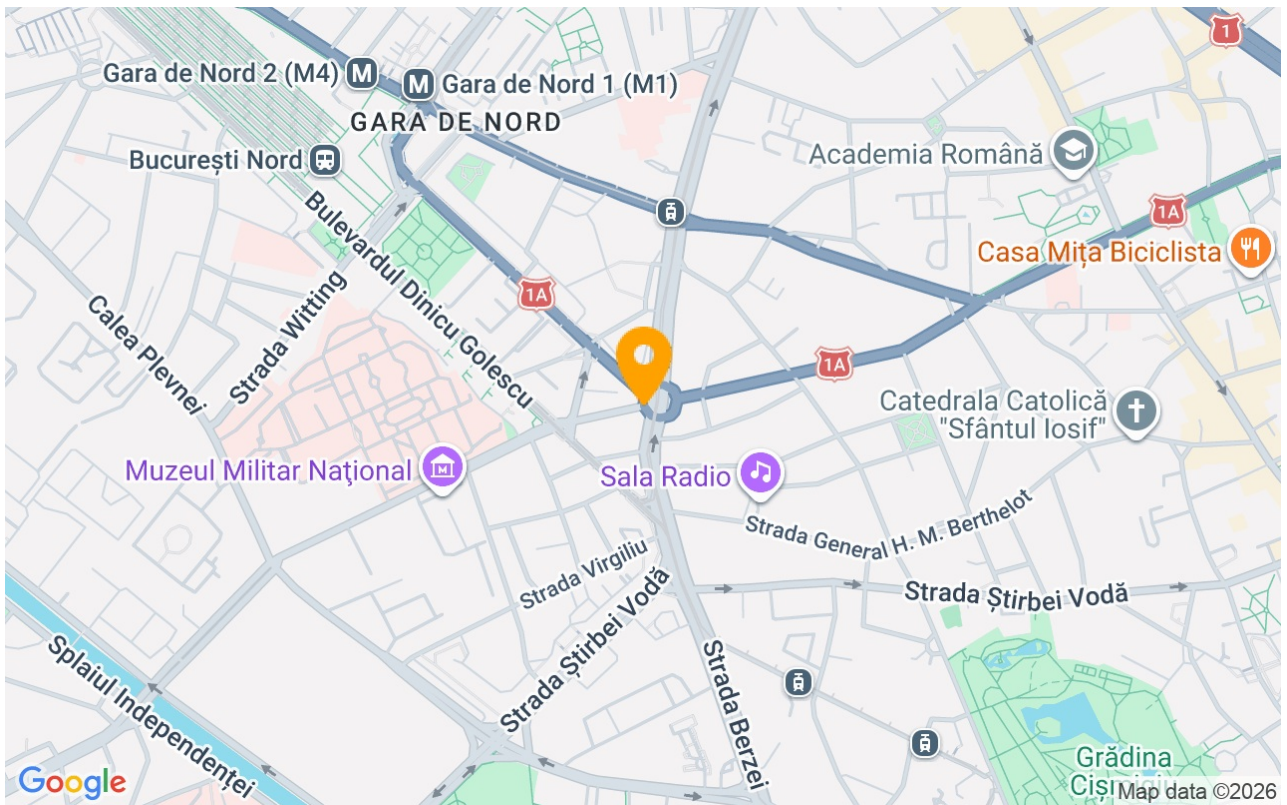 1
Gara de Nord 2 (M4)
M
M
Gara de Nord 1 (M1)
GARA DE NORD
București Nord
Academia Română
1A
Casa Mița Biciclista
Bulevardul Dinicu Golescu
Strada Witting
Calea Plevnei
1A
1A
Catedrala Catolică
"Sfântul Iosif"
Muzeul Militar Naţional
M
Sala Radio
Strada General H. M. Berthelot
Strada Virgiliu
Strada Știrbei Vodă
Strada Știrbei Vodă
Splaiul Independenței
Strada Berzei
Grădina
Google
Map data ©2026